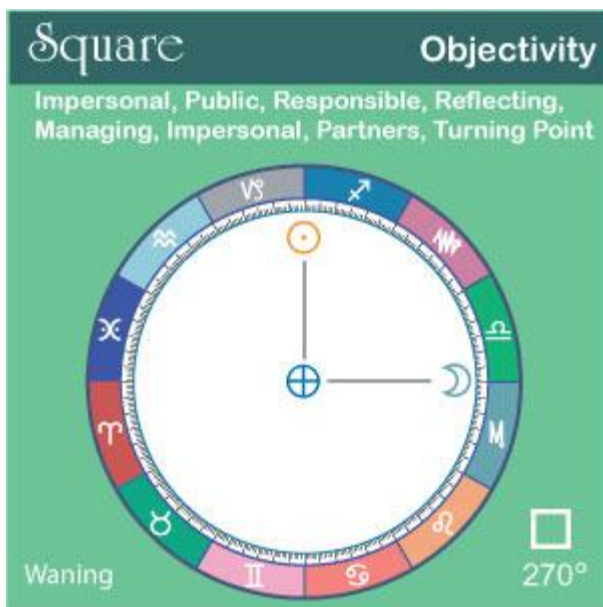 Square
Objectivity
Impersonal, Public, Responsible, Reflecting,
Managing, Impersonal, Partners, Turning Point
Waning
270°